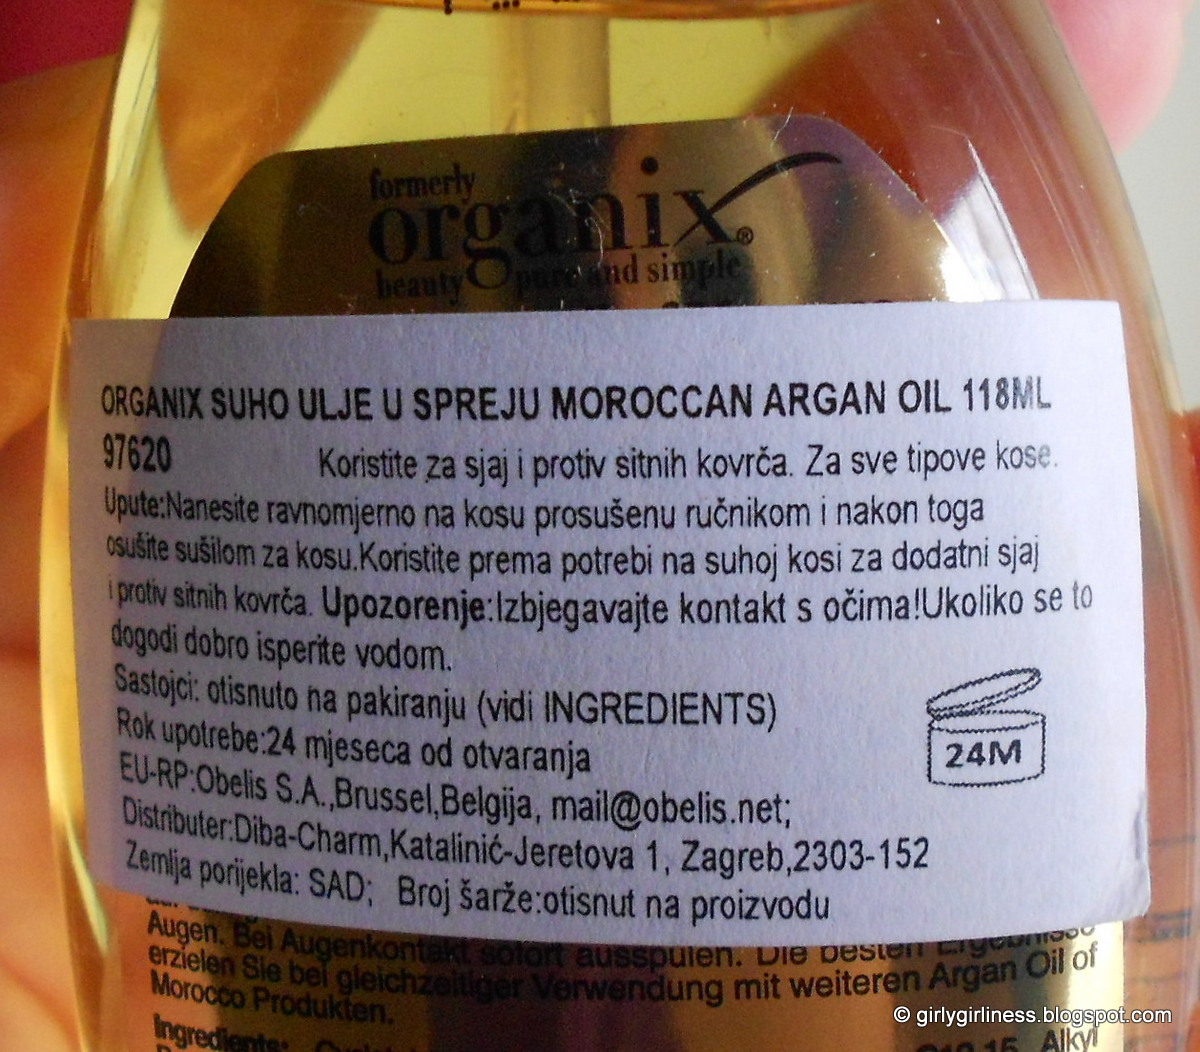 formerly
organix®
beauty pure and simple
ORGANIX SUHO ULJE U SPREJU MOROCCAN ARGAN OIL 118ML
97620 Koristite za sjaj i protiv sitnih kovrča. Za sve tipove kose.
Upute:Nanesite ravnomjerno na kosu prosušenu ručnikom i nakon toga
osušite sušilom za kosu.Koristite prema potrebi na suhoj kosi za dodatni sjaj
i protiv sitnih kovrča. Upozorenje:Izbjegavajte kontakt s očima!Ukoliko se to
dogodi dobro isperite vodom.
Sastojci: otisnuto na pakiranju (vidi INGREDIENTS)
Rok upotrebe:24 mjeseca od otvaranja
24M
EU-RP:Obelis S.A.,Brussel,Belgija, mail@obelis.net;
Distributer:Diba-Charm,Katalinić-Jeretova 1, Zagreb,2303-152
Zemlja porijekla: SAD; Broj šarže:otisnut na proizvodu
Augen. Bei Augenkontakt sofort ausspülen. Die besten Ergebnisse
erzielen Sie bei gleichzeitiger Verwendung mit weiteren Argan Oil of
Morocco Produkten.
Ingredients: Alkyl
© girlygirliness.blogspot.com